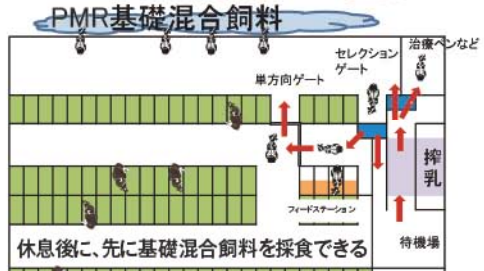 PMR基礎混合飼料
セレクション
ゲート
治療ペンなど
単方向ゲート
搾
乳
フィードステーション
待機場
休息後に、先に基礎混合飼料を採食できる